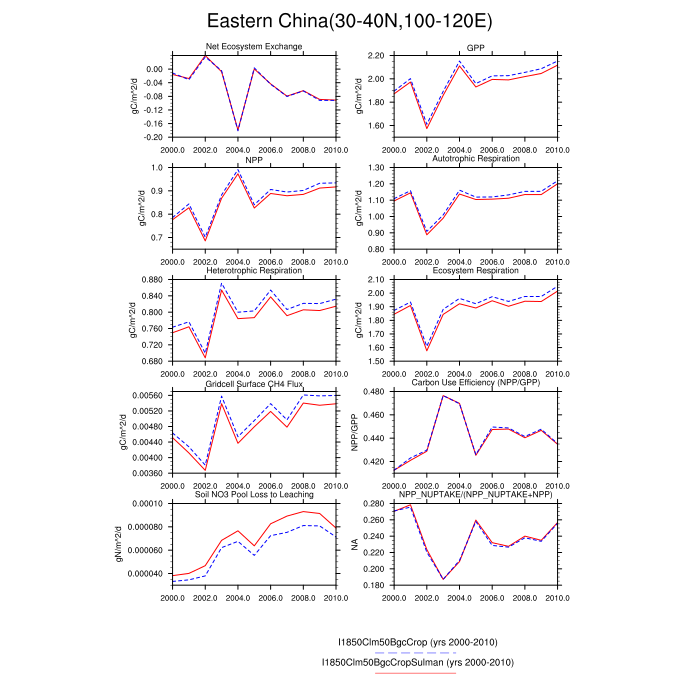 Eastern China(30-40N,100-120E)
Net Ecosystem Exchange
gC/m^2/d
0.00
-0.04
-0.08
-0.12
-0.16
-0.20
2000.0 2002.0 2004.0 2006.0 2008.0 2010.0
GPP
gC/m^2/d
2.20
2.00
1.80
1.60
2000.0 2002.0 2004.0 2006.0 2008.0 2010.0
NPP
gC/m^2/d
1.0
0.9
0.8
0.7
2000.0 2002.0 2004.0 2006.0 2008.0 2010.0
Autotrophic Respiration
gC/m^2/d
1.30
1.20
1.10
1.00
0.90
0.80
2000.0 2002.0 2004.0 2006.0 2008.0 2010.0
Heterotrophic Respiration
gC/m^2/d
0.880
0.840
0.800
0.760
0.720
0.680
2000.0 2002.0 2004.0 2006.0 2008.0 2010.0
Ecosystem Respiration
gC/m^2/d
2.10
2.00
1.90
1.80
1.70
1.60
1.50
2000.0 2002.0 2004.0 2006.0 2008.0 2010.0
Gridcell Surface CH4 Flux
gC/m^2/d
0.00560
0.00520
0.00480
0.00440
0.00400
0.00360
2000.0 2002.0 2004.0 2006.0 2008.0 2010.0
Carbon Use Efficiency (NPP/GPP)
NPP/GPP
0.480
0.460
0.440
0.420
2000.0 2002.0 2004.0 2006.0 2008.0 2010.0
Soil NO3 Pool Loss to Leaching
gN/m^2/d
0.00010
0.000080
0.000060
0.000040
2000.0 2002.0 2004.0 2006.0 2008.0 2010.0
NPP_NUPTAKE/(NPP_NUPTAKE+NPP)
NA
0.280
0.260
0.240
0.220
0.200
0.180
2000.0 2002.0 2004.0 2006.0 2008.0 2010.0
I1850Clm50BgcCrop (yrs 2000-2010)
I1850Clm50BgcCropSulman (yrs 2000-2010)